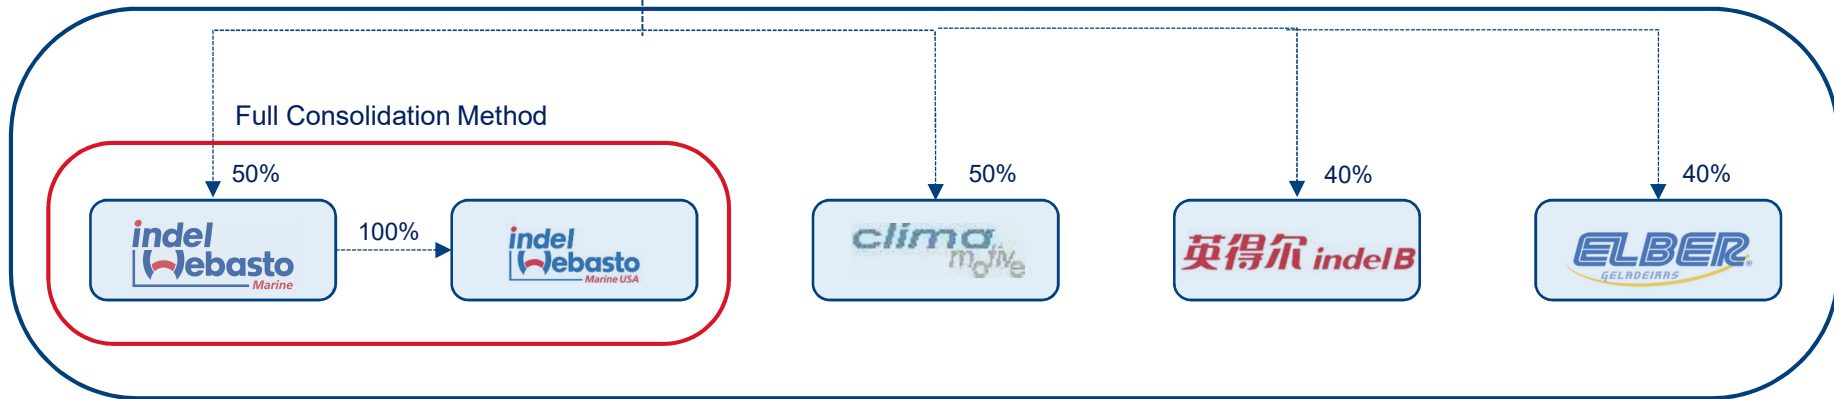 Full Consolidation Method
50%
50%
40%
40%
indel
Webasto
Marine
100%
indel
Webasto
Marine USA
clima
motive
英得尔 indel B
ELBER®
GELADEIRAS